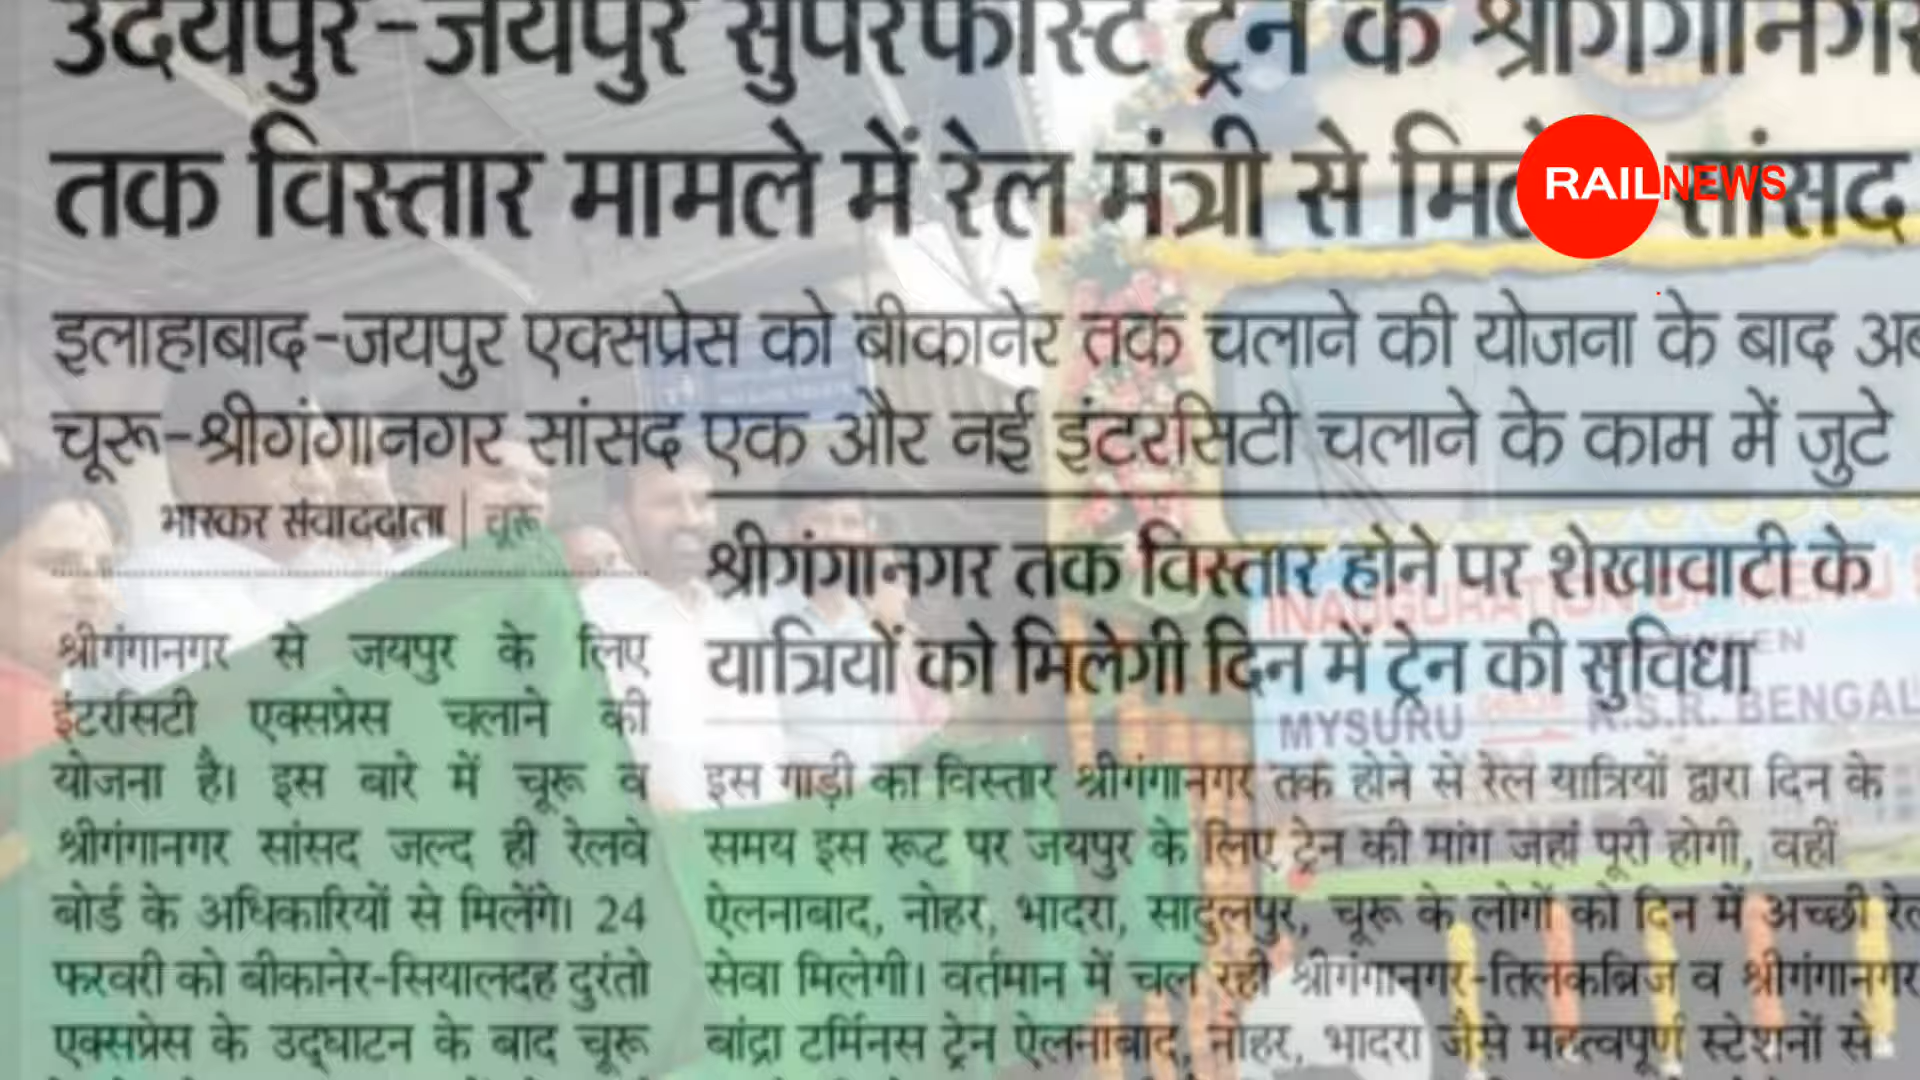 उदयपुर-जयपुर सुपरफास्ट ट्रेन के श्रीगंगानगर
तक विस्तार मामले में रेल मंत्री से सांसद
RAILNEWS
इलाहाबाद-जयपुर एक्सप्रेस को बीकानेर तक चलाने की योजना के बाद अब
चूरू-श्रीगंगानगर सांसद एक और नई इंटरसिटी चलाने के काम में जुटे
भास्कर संवाददाता | चूरू
श्रीगंगानगर से जयपुर के लिए
इंटरसिटी एक्सप्रेस चलाने की
योजना है। इस बारे में चूरू व
श्रीगंगानगर सांसद जल्द ही रेलवे
बोर्ड के अधिकारियों से मिलेंगे। 24
फरवरी को बीकानेर-सियालदह दुरंतो
एक्सप्रेस के उद्घाटन के बाद चूरू
श्रीगंगानगर तक विस्तार होने पर शेखावाटी के
यात्रियों को मिलेगी दिन में ट्रेन की सुविधा
इस गाड़ी का विस्तार श्रीगंगानगर तक होने से रेल यात्रियों द्वारा दिन के
समय इस रूट पर जयपुर के लिए ट्रेन की मांग जहां पूरी होगी, वहीं
ऐलनाबाद, नोहर, भादरा, सादुलपुर, चूरू के लोगों को दिन में अच्छी रेल
सेवा मिलेगी। वर्तमान में चल रही श्रीगंगानगर-तिलकब्रिज व श्रीगंगानगर
बांद्रा टर्मिनस ट्रेन ऐलनाबाद, नोहर, भादरा जैसे महत्वपूर्ण स्टेशनों से
INAUGURATION OF MEMU
MYSURU K.S.R. BENGAL